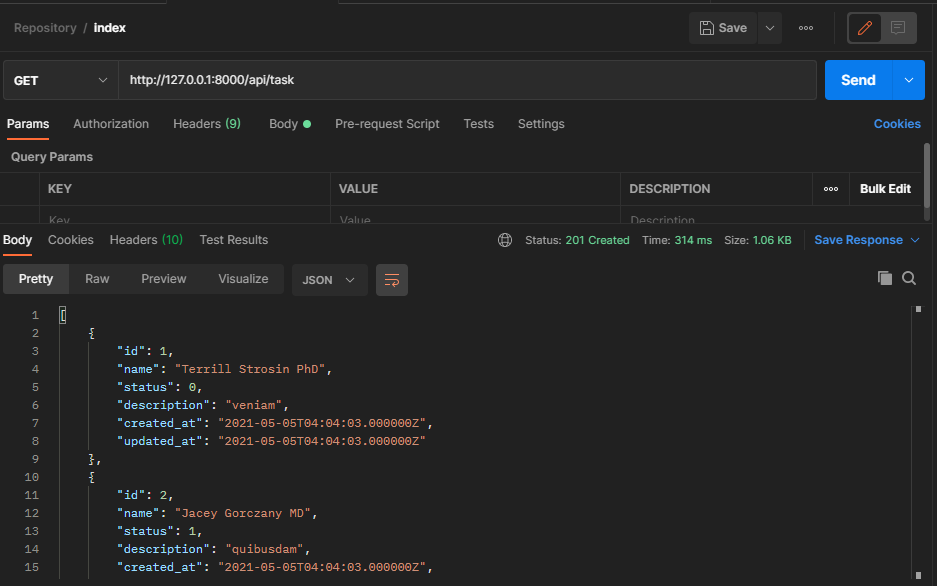 Repository / index
Save
GET
http://127.0.0.1:8000/api/task
Send
Params Authorization Headers (9) Body Pre-request Script Tests Settings Cookies
Query Params
KEY VALUE DESCRIPTION Bulk Edit
Key Value Description
Body Cookies Headers (10) Test Results Status: 201 Created Time: 314 ms Size: 1.06 KB Save Response
Pretty Raw Preview Visualize JSON
1 [
2 {
3 "id": 1,
4 "name": "Terrill Strosin PhD",
5 "status": 0,
6 "description": "veniam",
7 "created_at": "2021-05-05T04:04:03.000000Z",
8 "updated_at": "2021-05-05T04:04:03.000000Z"
9 },
10 {
11 "id": 2,
12 "name": "Jacey Gorczany MD",
13 "status": 1,
14 "description": "quibusdam",
15 "created_at": "2021-05-05T04:04:03.000000Z",